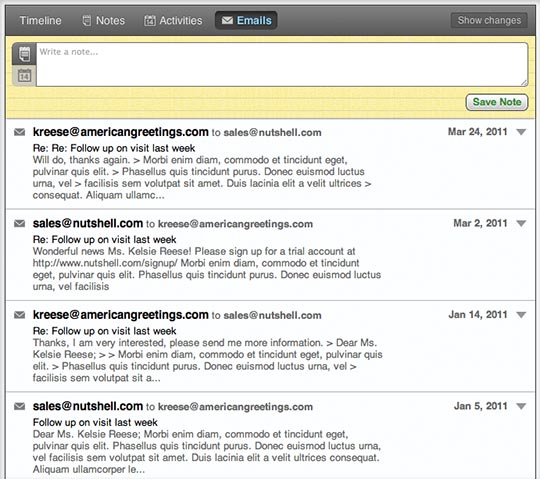 Timeline Notes 14 Activities Emails Show changes
Write a note...
14
Save Note
kreese@americangreetings.com to sales@nutshell.com Mar 24, 2011
Re: Re: Follow up on visit last week
Will do, thanks again. > Morbi enim diam, commodo et tincidunt eget,
pulvinar quis elit. > Phasellus quis tincidunt purus. Donec euismod luctus
urna, vel > facilisis sem volutpat sit amet. Duis lacinia elit a velit ultrices >
consequat. Aliquam ullamc...
sales@nutshell.com to kreese@americangreetings.com Mar 2, 2011
Re: Follow up on visit last week
Wonderful news Ms. Kelsie Reese! Please sign up for a trial account at
http://www.nutshell.com/signup/ Morbi enim diam, commodo et tincidunt
eget, pulvinar quis elit. Phasellus quis tincidunt purus. Donec euismod luctus
urna, vel facilisis
kreese@americangreetings.com to sales@nutshell.com Jan 14, 2011
Re: Follow up on visit last week
Thanks, I am very interested, please send me more information. > Dear Ms.
Kelsie Reese; > > Morbi enim diam, commodo et tincidunt eget, pulvinar quis
elit. > Phasellus quis tincidunt purus. Donec euismod luctus urna, vel >
facilisis sem volutpat sit a...
sales@nutshell.com to kreese@americangreetings.com Jan 5, 2011
Follow up on visit last week
Dear Ms. Kelsie Reese; Morbi enim diam, commodo et tincidunt eget,
pulvinar quis elit. Phasellus quis tincidunt purus. Donec euismod luctus urna,
vel facilisis sem volutpat sit amet. Duis lacinia elit a velit ultrices consequat.
Aliquam ullamcorper le...